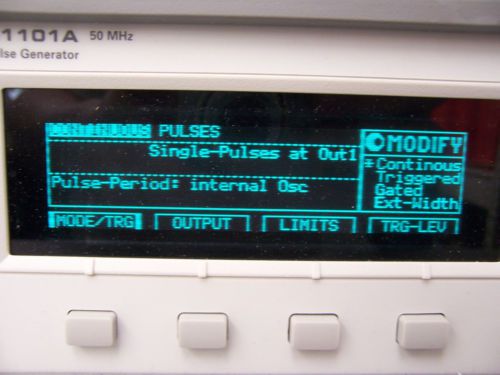 1101A 50 MHz
lse Generator
CONTINUOUS PULSES
Single-Pulses at Out1
Pulse-Period: internal Osc
MODIFY
*Continous
Triggered
Gated
Ext-Width
MODE/TRG OUTPUT LIMITS TRG-LEV